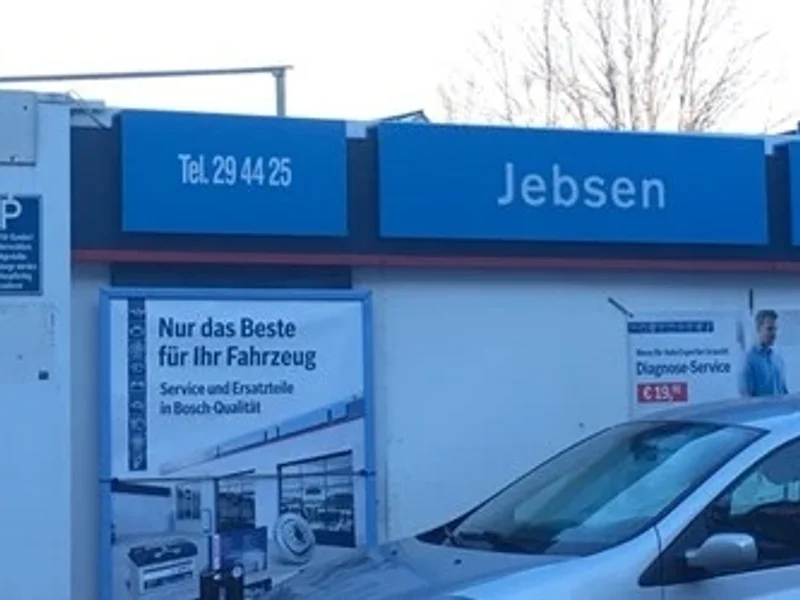 Tel. 29 44 25
Jebsen
P
Nur das Beste
für Ihr Fahrzeug
Service und Ersatzteile
in Bosch-Qualität
Diagnose-Service
€ 19,